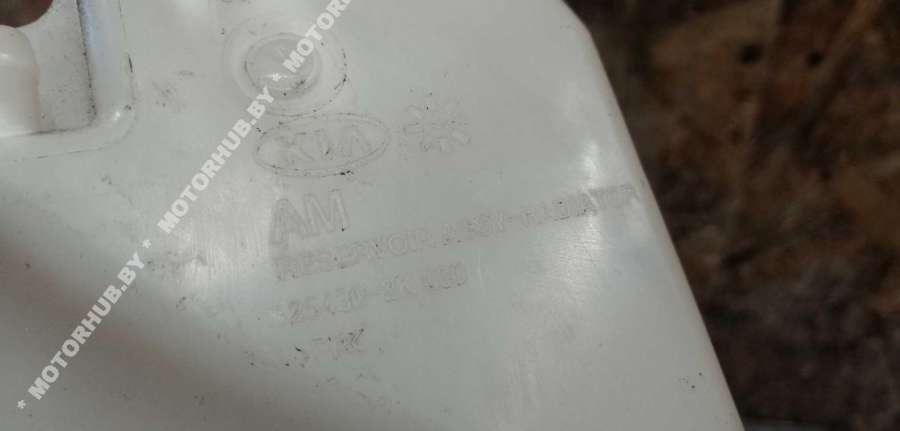 * MOTORHUB.BY * MOTORHUB.BY * MOTORHUB.BY *
KIA
AM
RESERVOIR ASSY-RADIATOR